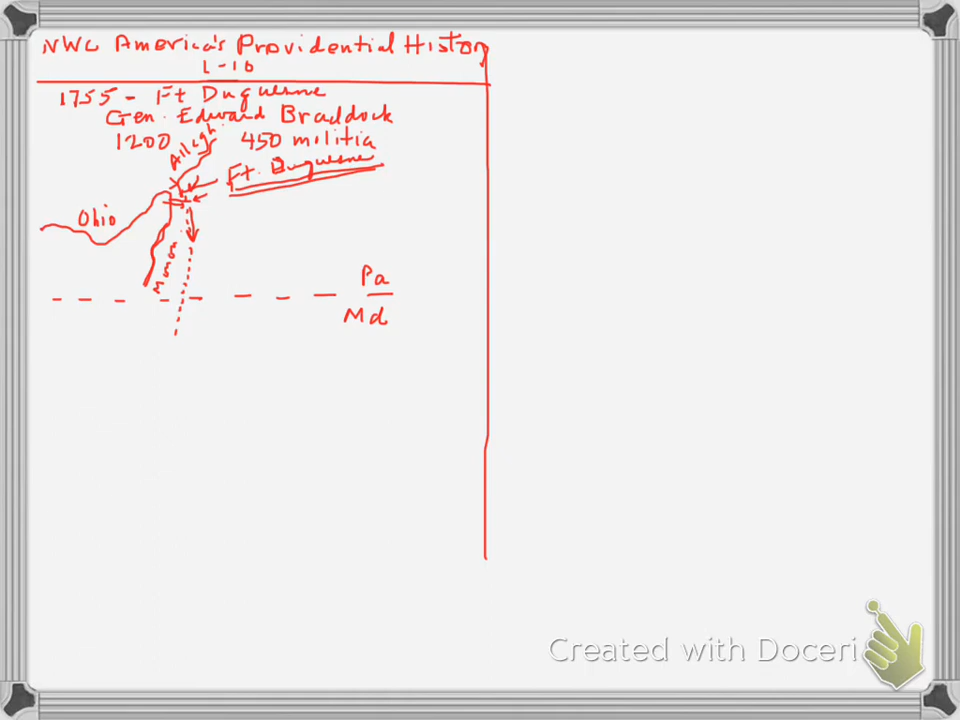 NWC America's Providential History
L-10
1755 - Ft Duquesne
Gen. Edward Braddock
1200 450 militia
Allegh.
Ft. Duquesne
Ohio
Monon.
Pa
Md
Created with Doceri